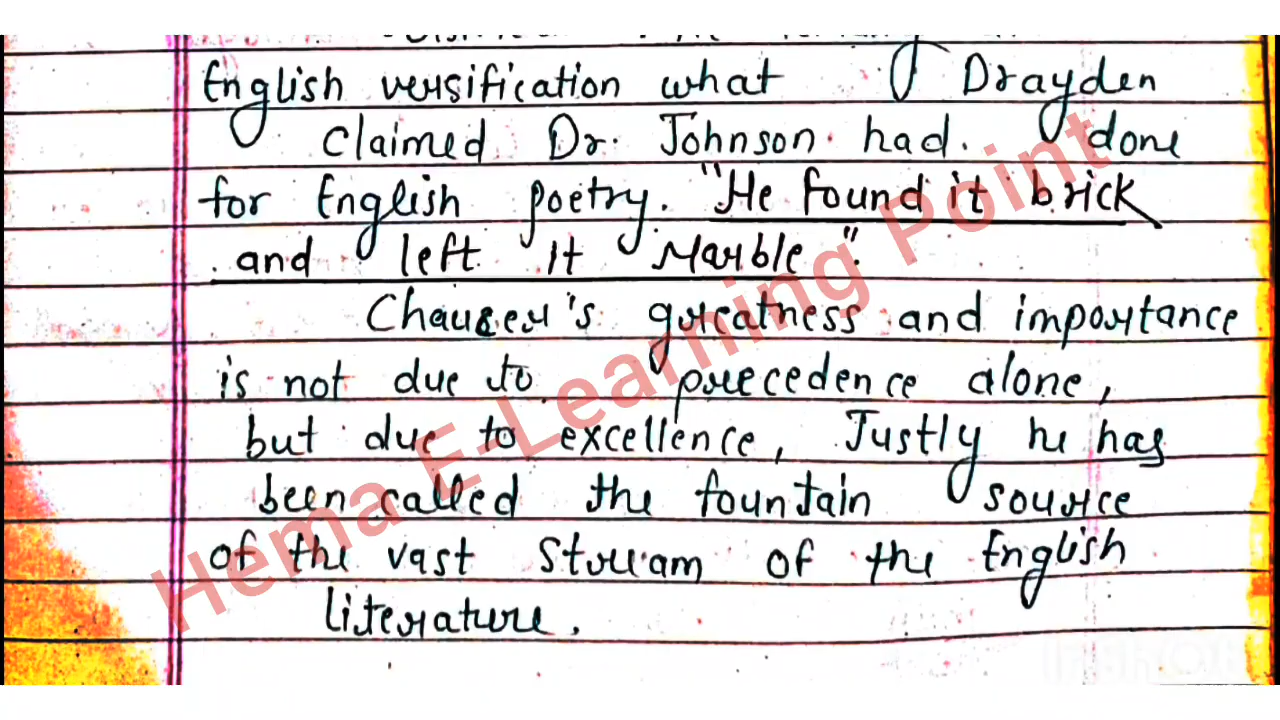 English versification what Drayden
claimed Dr. Johnson had. done
for English poetry. "He found it brick
and left it Marble".
Chaucer's greatness and importance
is not due to precedence alone,
but due to excellence, Justly he has
been called the fountain source
of the vast stream of the English
literature.
Hema E-Learning Point